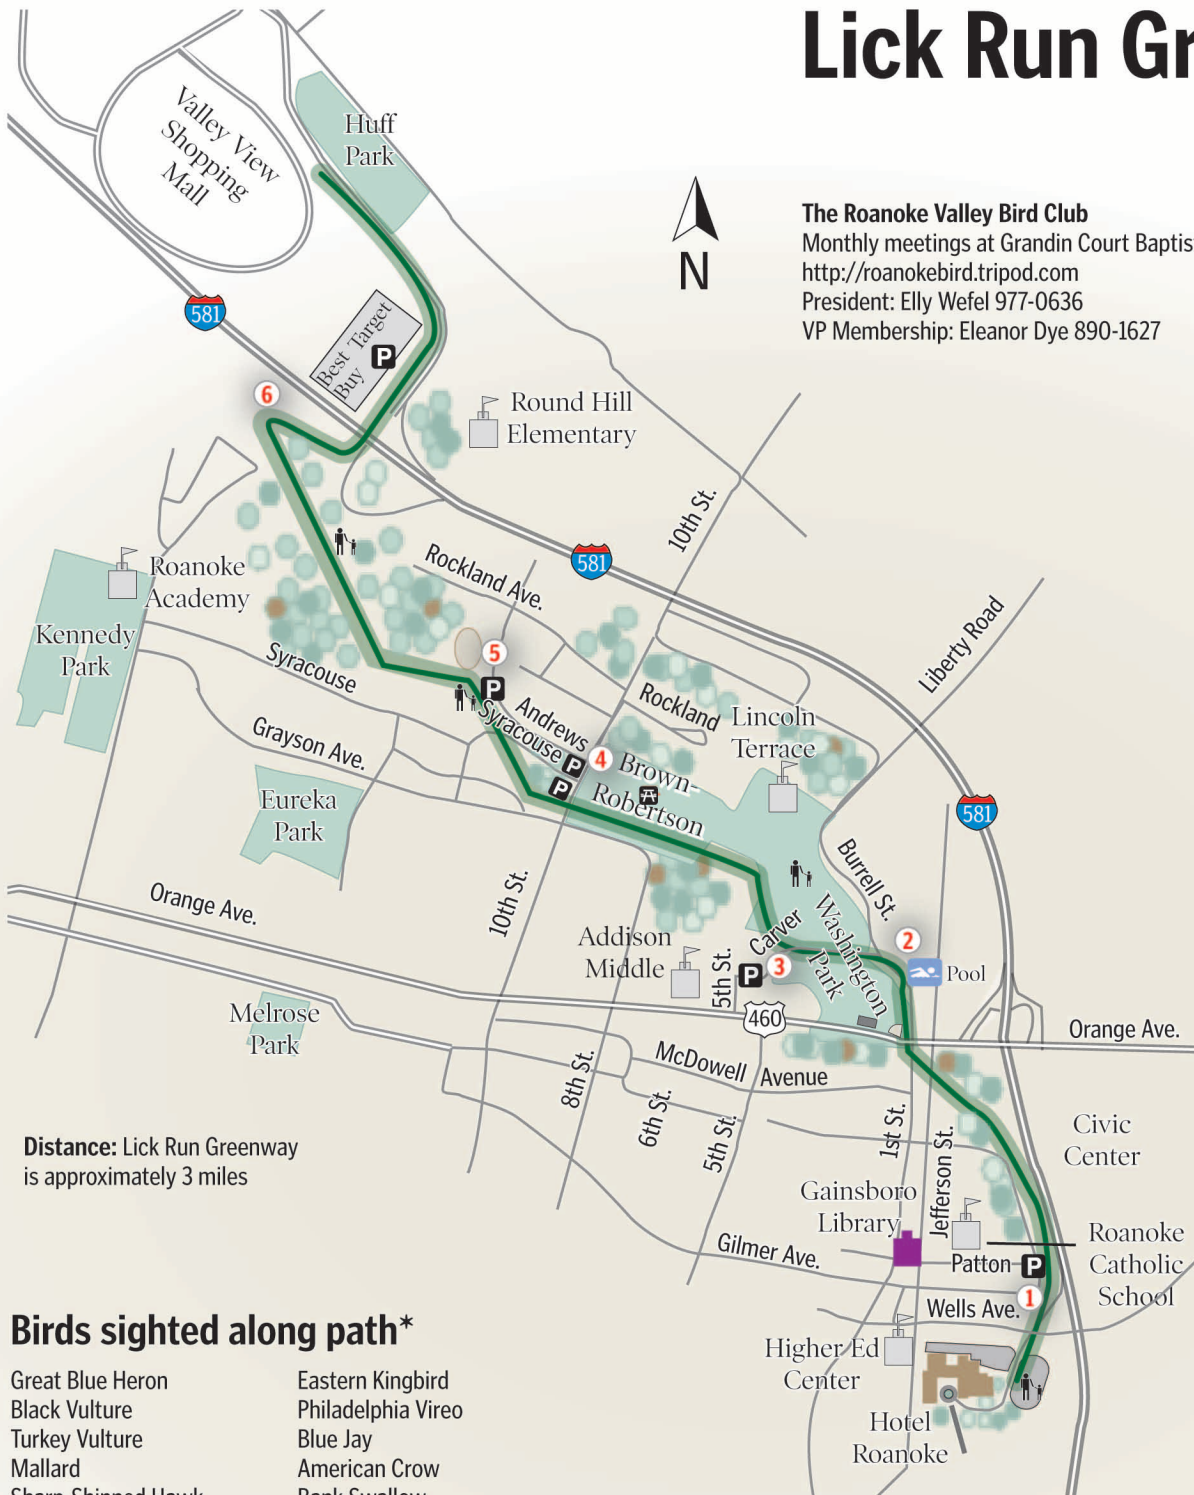 Lick Run Gr
The Roanoke Valley Bird Club
Monthly meetings at Grandin Court Baptis
http://roanokebird.tripod.com
President: Elly Wefel 977-0636
VP Membership: Eleanor Dye 890-1627
N
Valley View
Shopping
Mall
Huff
Park
581
Best Target
Buy
P
6
Round Hill
Elementary
10th St.
581
Rockland Ave.
Roanoke
Academy
Kennedy
Park
Syracouse
5
P
Liberty Road
Rockland
Lincoln
Terrace
Andrews
Syracouse
P
P
4
Brown-
Robertson
Grayson Ave.
Eureka
Park
581
Burrell St.
Orange Ave.
10th St.
Addison
Middle
5th St.
Carver
P
3
Washington
Park
2
Pool
460
Orange Ave.
Melrose
Park
McDowell Avenue
8th St.
6th St.
5th St.
1st St.
Jefferson St.
Civic
Center
Distance: Lick Run Greenway
is approximately 3 miles
Gainsboro
Library
Gilmer Ave.
Patton
P
Roanoke
Catholic
School
1
Wells Ave.
Higher Ed
Center
Hotel
Roanoke
Birds sighted along path*
Great Blue Heron
Black Vulture
Turkey Vulture
Mallard
Sharp-Shinned Hawk
Eastern Kingbird
Philadelphia Vireo
Blue Jay
American Crow
Bank Swallow